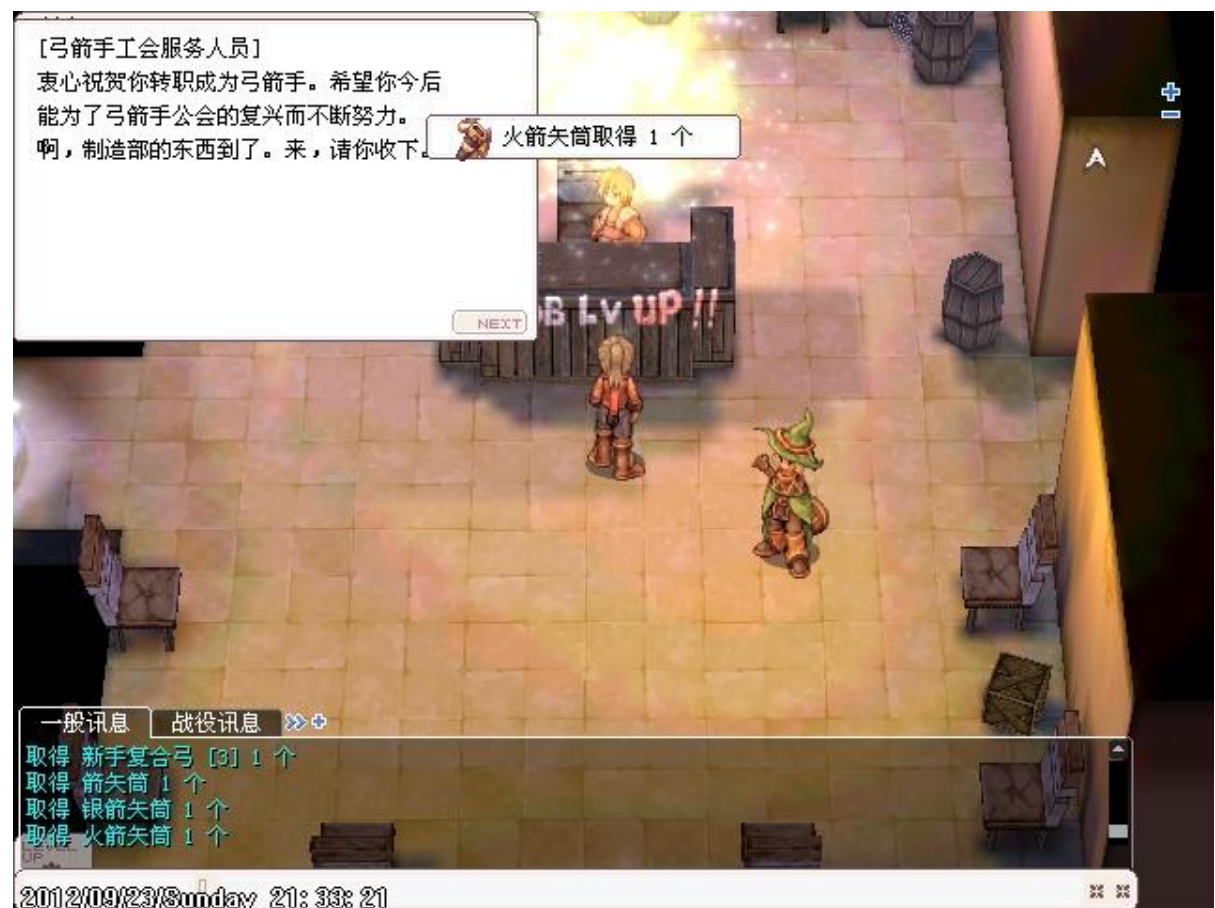 [弓箭手工会服务人员]
衷心祝贺你转职成为弓箭手。希望你今后
能为了弓箭手公会的复兴而不断努力。
啊，制造部的东西到了。来，请你收下。
火箭矢筒取得 1 个
NEXT
B Lv UP !!
一般讯息
战役讯息
取得 新手复合弓 [3] 1 个
取得 箭矢筒 1 个
取得 银箭矢筒 1 个
取得 火箭矢筒 1 个
UP
2012/09/23/Sunday 21:33:21